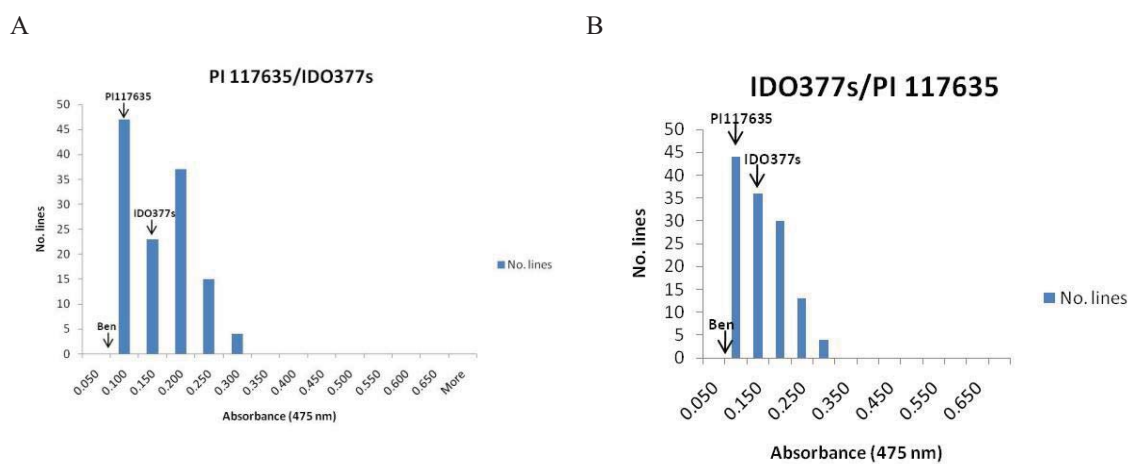 A
PI 117635/IDO377s
50
45
40
35
30
25
20
15
10
5
0
No. lines
PI117635
IDO377s
Ben
No. lines
0.050
0.100
0.150
0.200
0.250
0.300
0.400
0.450
0.500
0.550
0.600
0.650
More
Absorbance (475 nm)
B
IDO377s/PI 117635
50
45
40
35
30
25
20
15
10
5
0
No. lines
PI117635
IDO377s
Ben
No. lines
0.050
0.150
0.250
0.350
0.450
0.550
0.650
Absorbance (475 nm)